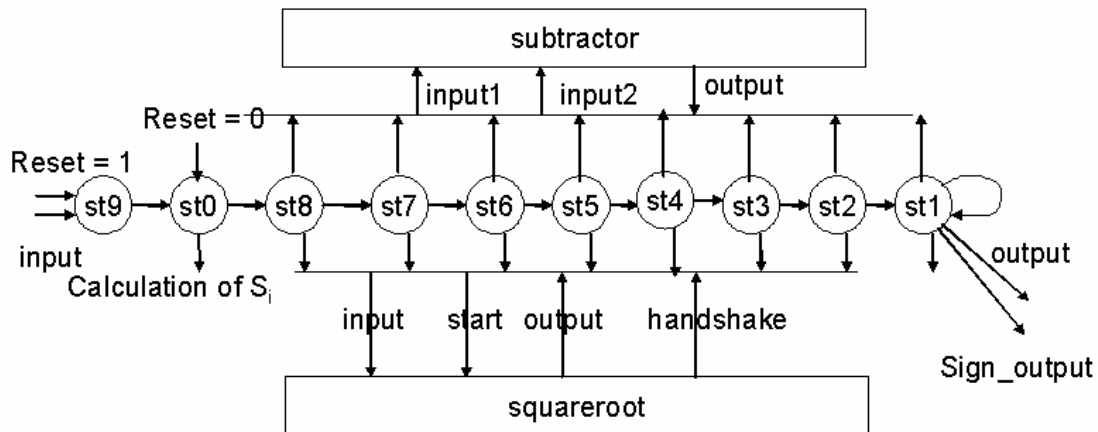 subtractor
input1
input2
output
Reset = 0
Reset = 1
st9
st0
st8
st7
st6
st5
st4
st3
st2
st1
input
Calculation of Si
output
input
start
output
handshake
Sign_output
squareroot